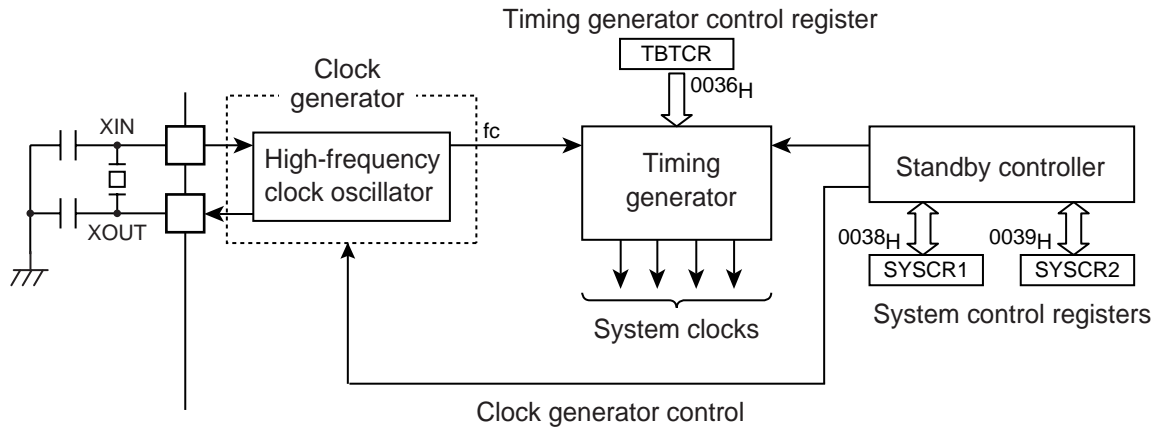 Timing generator control register
TBTCR
0036H
Clock
generator
XIN
XOUT
High-frequency
clock oscillator
fc
Timing
generator
Standby controller
0038H
0039H
SYSCR1
SYSCR2
System control registers
System clocks
Clock generator control